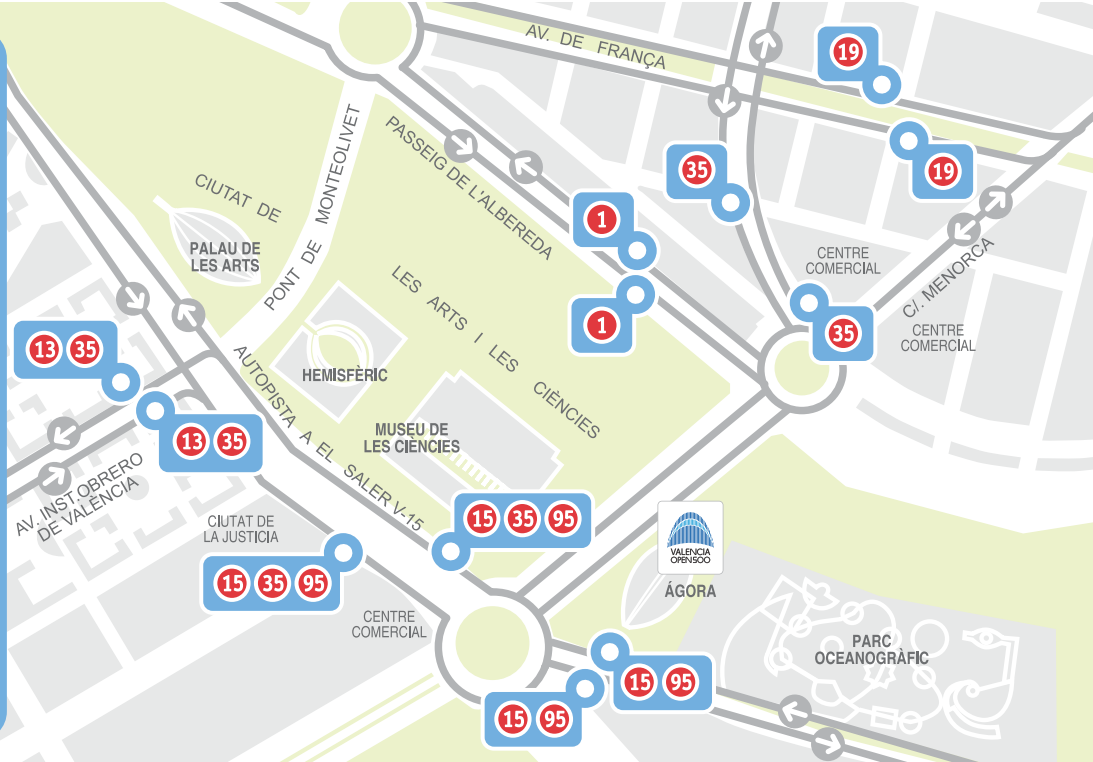 AV. DE FRANÇA
19
19
35
PASSEIG DE L'ALBEREDA
PONT DE MONTEOLIVET
CIUTAT DE
PALAU DE
LES ARTS
1
1
LES ARTS I LES CIÈNCIES
CENTRE
COMERCIAL
C/. MENORCA
35
CENTRE
COMERCIAL
13 35
13 35
HEMISFÈRIC
AUTOPISTA A EL SALER V-15
MUSEU DE
LES CIÈNCIES
AV. INST. OBRERO
DE VALÈNCIA
CIUTAT DE
LA JUSTICIA
15 35 95
15 35 95
VALENCIA
OPEN500
ÀGORA
CENTRE
COMERCIAL
PARC
OCEANOGRÀFIC
15 95
15 95